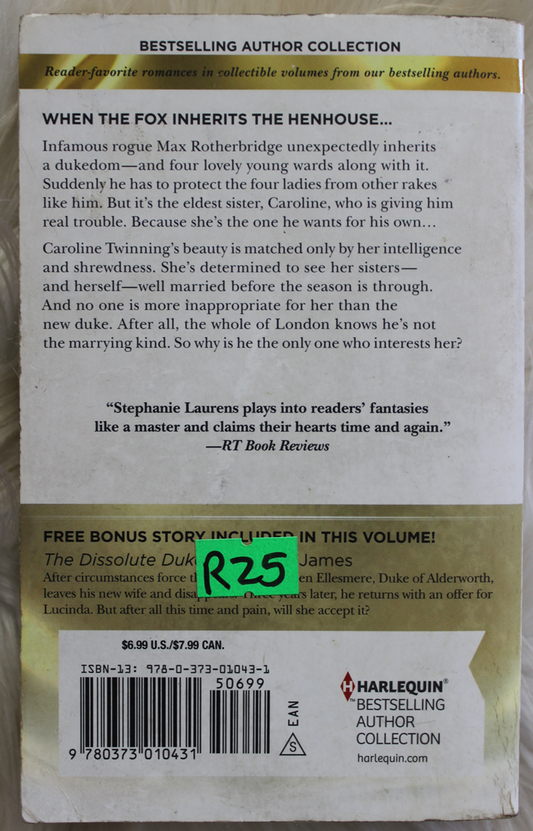 BESTSELLING AUTHOR COLLECTION
Reader-favorite romances in collectible volumes from our bestselling authors.
WHEN THE FOX INHERITS THE HENHOUSE...
Infamous rogue Max Rotherbridge unexpectedly inherits
a dukedom—and four lovely young wards along with it.
Suddenly he has to protect the four ladies from other rakes
like him. But it's the eldest sister, Caroline, who is giving him
real trouble. Because she's the one he wants for his own…
Caroline Twinning's beauty is matched only by her intelligence
and shrewdness. She's determined to see her sisters—
and herself—well married before the season is through.
And no one is more inappropriate for her than the
new duke. After all, the whole of London knows he's not
the marrying kind. So why is he the only one who interests her?
“Stephanie Laurens plays into readers' fantasies
like a master and claims their hearts time and again.”
—RT Book Reviews
FREE BONUS STORY INCLUDED IN THIS VOLUME!
The Dissolute Duk James
R25
After circumstances force en Ellesmere, Duke of Alderworth,
leaves his new wife and years later, he returns with an offer for
Lucinda. But after all this time and pain, will she accept it?
$6.99 U.S./$7.99 CAN.
ISBN-13: 978-0-373-01043-1
50699
9 780373 010431
EAN
S
H HARLEQUIN®
™BESTSELLING
AUTHOR
COLLECTION
harlequin.com